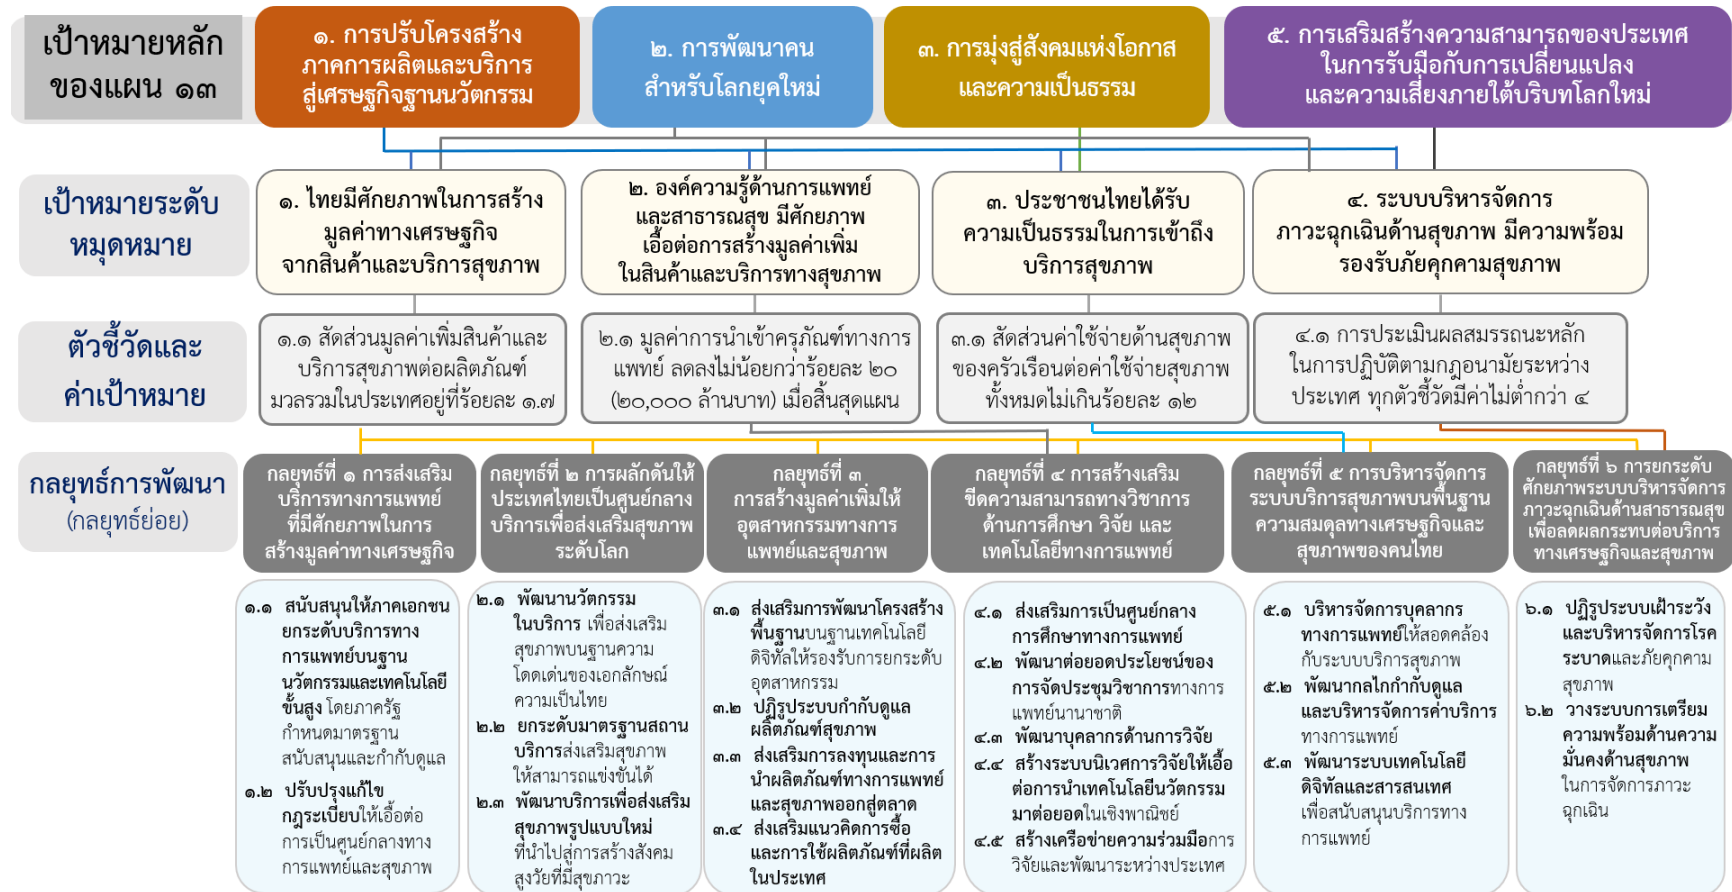 เป้าหมายหลัก
ของแผน ๑๓
๑. การปรับโครงสร้าง
ภาคการผลิตและบริการ
สู่เศรษฐกิจฐานนวัตกรรม
๒. การพัฒนาคน
สำหรับโลกยุคใหม่
๓. การมุ่งสู่สังคมแห่งโอกาส
และความเป็นธรรม
๕. การเสริมสร้างความสามารถของประเทศ
ในการรับมือกับการเปลี่ยนแปลง
และความเสี่ยงภายใต้บริบทโลกใหม่
เป้าหมายระดับ
หมุดหมาย
๑. ไทยมีศักยภาพในการสร้าง
มูลค่าทางเศรษฐกิจ
จากสินค้าและบริการสุขภาพ
๒. องค์ความรู้ด้านการแพทย์
และสาธารณสุข มีศักยภาพ
เอื้อต่อการสร้างมูลค่าเพิ่ม
ในสินค้าและบริการทางสุขภาพ
๓. ประชาชนไทยได้รับ
ความเป็นธรรมในการเข้าถึง
บริการสุขภาพ
๔. ระบบบริหารจัดการ
ภาวะฉุกเฉินด้านสุขภาพ มีความพร้อม
รองรับภัยคุกคามสุขภาพ
ตัวชี้วัดและ
ค่าเป้าหมาย
๑.๑ สัดส่วนมูลค่าเพิ่มสินค้าและ
บริการสุขภาพต่อผลิตภัณฑ์
มวลรวมในประเทศอยู่ที่ร้อยละ ๑.๗
๒.๑ มูลค่าการนำเข้าครุภัณฑ์ทางการ
แพทย์ ลดลงไม่น้อยกว่าร้อยละ ๒๐
(๒๐,๐๐๐ ล้านบาท) เมื่อสิ้นสุดแผน
๓.๑ สัดส่วนค่าใช้จ่ายด้านสุขภาพ
ของครัวเรือนต่อค่าใช้จ่ายสุขภาพ
ทั้งหมดไม่เกินร้อยละ ๑๒
๔.๑ การประเมินผลสมรรถนะหลัก
ในการปฏิบัติตามกฎอนามัยระหว่าง
ประเทศ ทุกตัวชี้วัดมีค่าไม่ต่ำกว่า ๔
กลยุทธ์การพัฒนา
(กลยุทธ์ย่อย)
กลยุทธ์ที่ ๑ การส่งเสริม
บริการทางการแพทย์
ที่มีศักยภาพในการ
สร้างมูลค่าทางเศรษฐกิจ
กลยุทธ์ที่ ๒ การผลักดันให้
ประเทศไทยเป็นศูนย์กลาง
บริการเพื่อส่งเสริมสุขภาพ
ระดับโลก
กลยุทธ์ที่ ๓
การสร้างมูลค่าเพิ่มให้
อุตสาหกรรมทางการ
แพทย์และสุขภาพ
กลยุทธ์ที่ ๔ การสร้างเสริม
ขีดความสามารถทางวิชาการ
ด้านการศึกษา วิจัย และ
เทคโนโลยีทางการแพทย์
กลยุทธ์ที่ ๕ การบริหารจัดการ
ระบบบริการสุขภาพบนพื้นฐาน
ความสมดุลทางเศรษฐกิจและ
สุขภาพของคนไทย
กลยุทธ์ที่ ๖ การยกระดับ
ศักยภาพระบบบริหารจัดการ
ภาวะฉุกเฉินด้านสาธารณสุข
เพื่อลดผลกระทบต่อบริการ
ทางเศรษฐกิจและสุขภาพ
๑.๑ สนับสนุนให้ภาคเอกชน
ยกระดับบริการทาง
การแพทย์บนฐาน
นวัตกรรมและเทคโนโลยี
ขั้นสูง โดยภาครัฐ
กำหนดมาตรฐาน
สนับสนุนและกำกับดูแล
๑.๒ ปรับปรุงแก้ไข
กฎระเบียบให้เอื้อต่อ
การเป็นศูนย์กลางทาง
การแพทย์และสุขภาพ
๒.๑ พัฒนานวัตกรรม
ในบริการ เพื่อส่งเสริม
สุขภาพบนฐานความ
โดดเด่นของเอกลักษณ์
ความเป็นไทย
๒.๒ ยกระดับมาตรฐานสถาน
บริการส่งเสริมสุขภาพ
ให้สามารถแข่งขันได้
๒.๓ พัฒนาบริการเพื่อส่งเสริม
สุขภาพรูปแบบใหม่
ที่นำไปสู่การสร้างสังคม
สูงวัยที่มีสุขภาวะ
๓.๑ ส่งเสริมการพัฒนาโครงสร้าง
พื้นฐานบนฐานเทคโนโลยี
ดิจิทัลให้รองรับการยกระดับ
อุตสาหกรรม
๓.๒ ปฏิรูประบบกำกับดูแล
ผลิตภัณฑ์สุขภาพ
๓.๓ ส่งเสริมการลงทุนและการ
นำผลิตภัณฑ์ทางการแพทย์
และสุขภาพออกสู่ตลาด
๓.๔ ส่งเสริมแนวคิดการซื้อ
และการใช้ผลิตภัณฑ์ที่ผลิต
ในประเทศ
๔.๑ ส่งเสริมการเป็นศูนย์กลาง
การศึกษาทางการแพทย์
๔.๒ พัฒนาต่อยอดประโยชน์ของ
การจัดประชุมวิชาการทางการ
แพทย์นานาชาติ
๔.๓ พัฒนาบุคลากรด้านการวิจัย
๔.๔ สร้างระบบนิเวศการวิจัยให้เอื้อ
ต่อการนำเทคโนโลยีนวัตกรรม
มาต่อยอดในเชิงพาณิชย์
๔.๕ สร้างเครือข่ายความร่วมมือการ
วิจัยและพัฒนาระหว่างประเทศ
๕.๑ บริหารจัดการบุคลากร
ทางการแพทย์ให้สอดคล้อง
กับระบบบริการสุขภาพ
๕.๒ พัฒนากลไกกำกับดูแล
และบริหารจัดการค่าบริการ
ทางการแพทย์
๕.๓ พัฒนาระบบเทคโนโลยี
ดิจิทัลและสารสนเทศ
เพื่อสนับสนุนบริการทาง
การแพทย์
๖.๑ ปฏิรูประบบเฝ้าระวัง
และบริหารจัดการโรค
ระบาดและภัยคุกคาม
สุขภาพ
๖.๒ วางระบบการเตรียม
ความพร้อมด้านความ
มั่นคงด้านสุขภาพ
ในการจัดการภาวะ
ฉุกเฉิน